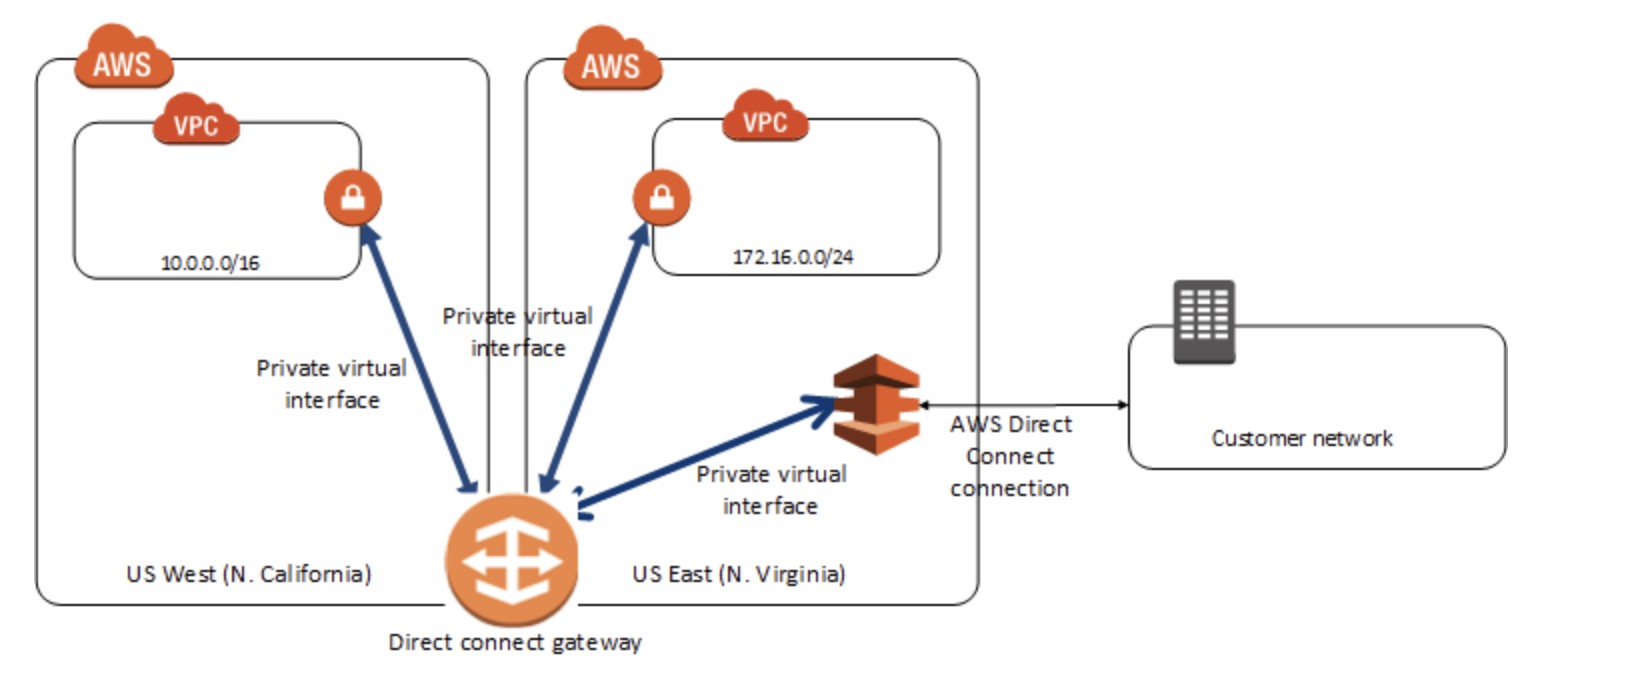 AWS
AWS
VPC
VPC
10.0.0.0/16
172.16.0.0/24
Private virtual
interface
Private virtual
interface
AWS Direct
Connect
connection
Customer network
Private virtual
interface
US West (N. California)
US East (N. Virginia)
Direct connect gateway